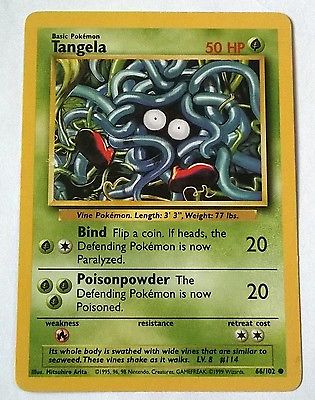 Basic Pokémon
Tangela 50 HP
Vine Pokémon. Length: 3' 3", Weight: 77 lbs.
Bind Flip a coin. If heads, the
Defending Pokémon is now 20
Paralyzed.
Poisonpowder The
Defending Pokémon is now 20
Poisoned.
weakness resistance retreat cost
Its whole body is swathed with wide vines that are similar to
seaweed. These vines shake as it walks. LV. 8 #114
Illus. Mitsuhiro Arita ©1995, 96, 98 Nintendo, Creatures, GAMEFREAK. ©1999 Wizards. 66/102